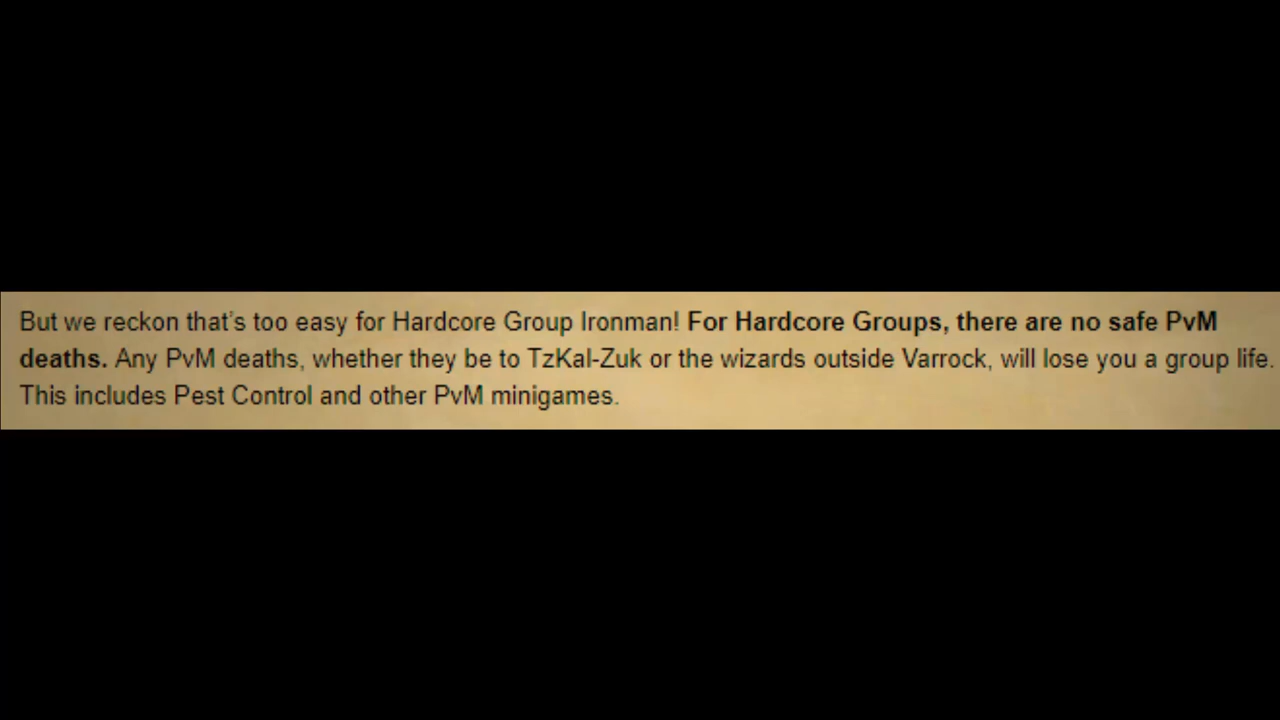 But we reckon that's too easy for Hardcore Group Ironman! For Hardcore Groups, there are no safe PvM
deaths. Any PvM deaths, whether they be to TzKal-Zuk or the wizards outside Varrock, will lose you a group life.
This includes Pest Control and other PvM minigames.